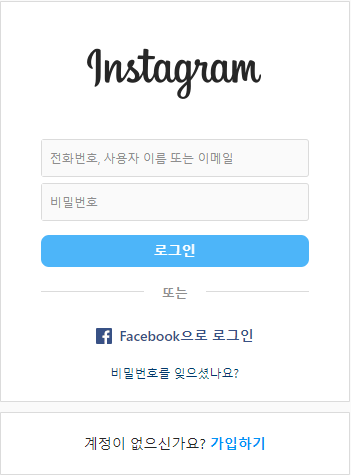 Instagram
전화번호, 사용자 이름 또는 이메일
비밀번호
로그인
또는
Facebook으로 로그인
비밀번호를 잊으셨나요?
계정이 없으신가요? 가입하기